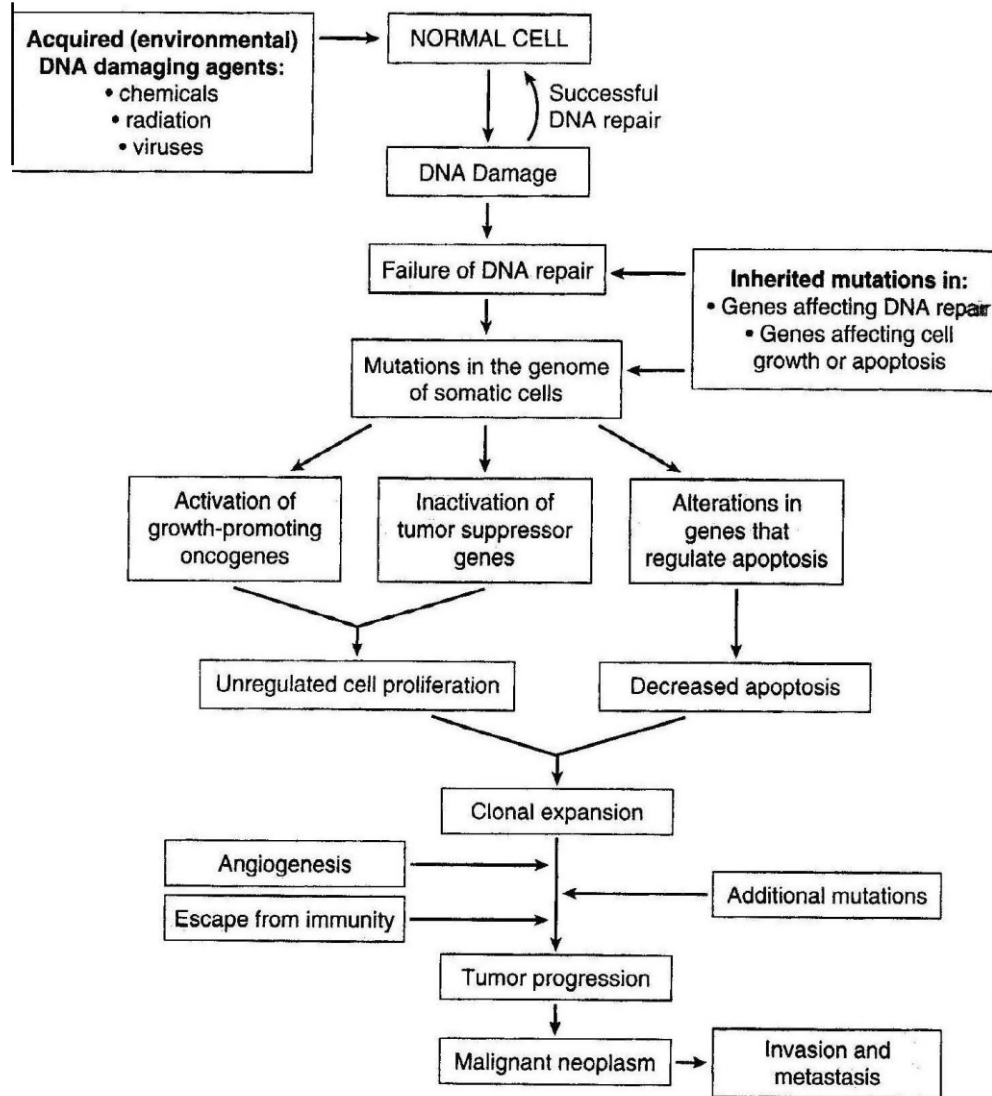 Acquired (environmental)
DNA damaging agents:
• chemicals
• radiation
• viruses
NORMAL CELL
Successful
DNA repair
DNA Damage
Failure of DNA repair
Inherited mutations in:
• Genes affecting DNA repair
• Genes affecting cell
growth or apoptosis
Mutations in the genome
of somatic cells
Activation of
growth-promoting
oncogenes
Inactivation of
tumor suppressor
genes
Alterations in
genes that
regulate apoptosis
Unregulated cell proliferation
Decreased apoptosis
Clonal expansion
Angiogenesis
Additional mutations
Escape from immunity
Tumor progression
Malignant neoplasm
Invasion and
metastasis